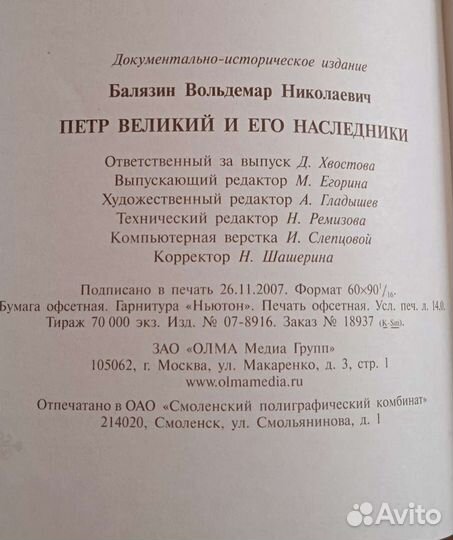 Документально-историческое издание
Балязин Вольдемар Николаевич
ПЕТР ВЕЛИКИЙ И ЕГО НАСЛЕДНИКИ
Ответственный за выпуск Д. Хвостова
Выпускающий редактор М. Егорина
Художественный редактор А. Гладышев
Технический редактор Н. Ремизова
Компьютерная верстка И. Слепцовой
Корректор Н. Шашерина
Подписано в печать 26.11.2007. Формат 60×90 1/16.
Бумага офсетная. Гарнитура «Ньютон». Печать офсетная. Усл. печ. л. 14,0.
Тираж 70 000 экз. Изд. № 07-8916. Заказ № 18937 (K-Sm)
ЗАО «ОЛМА Медиа Групп»
105062, г. Москва, ул. Макаренко, д. 3, стр. 1
www.olmamedia.ru
Отпечатано в ОАО «Смоленский полиграфический комбинат»
214020, Смоленск, ул. Смольянинова, д. 1
Avito